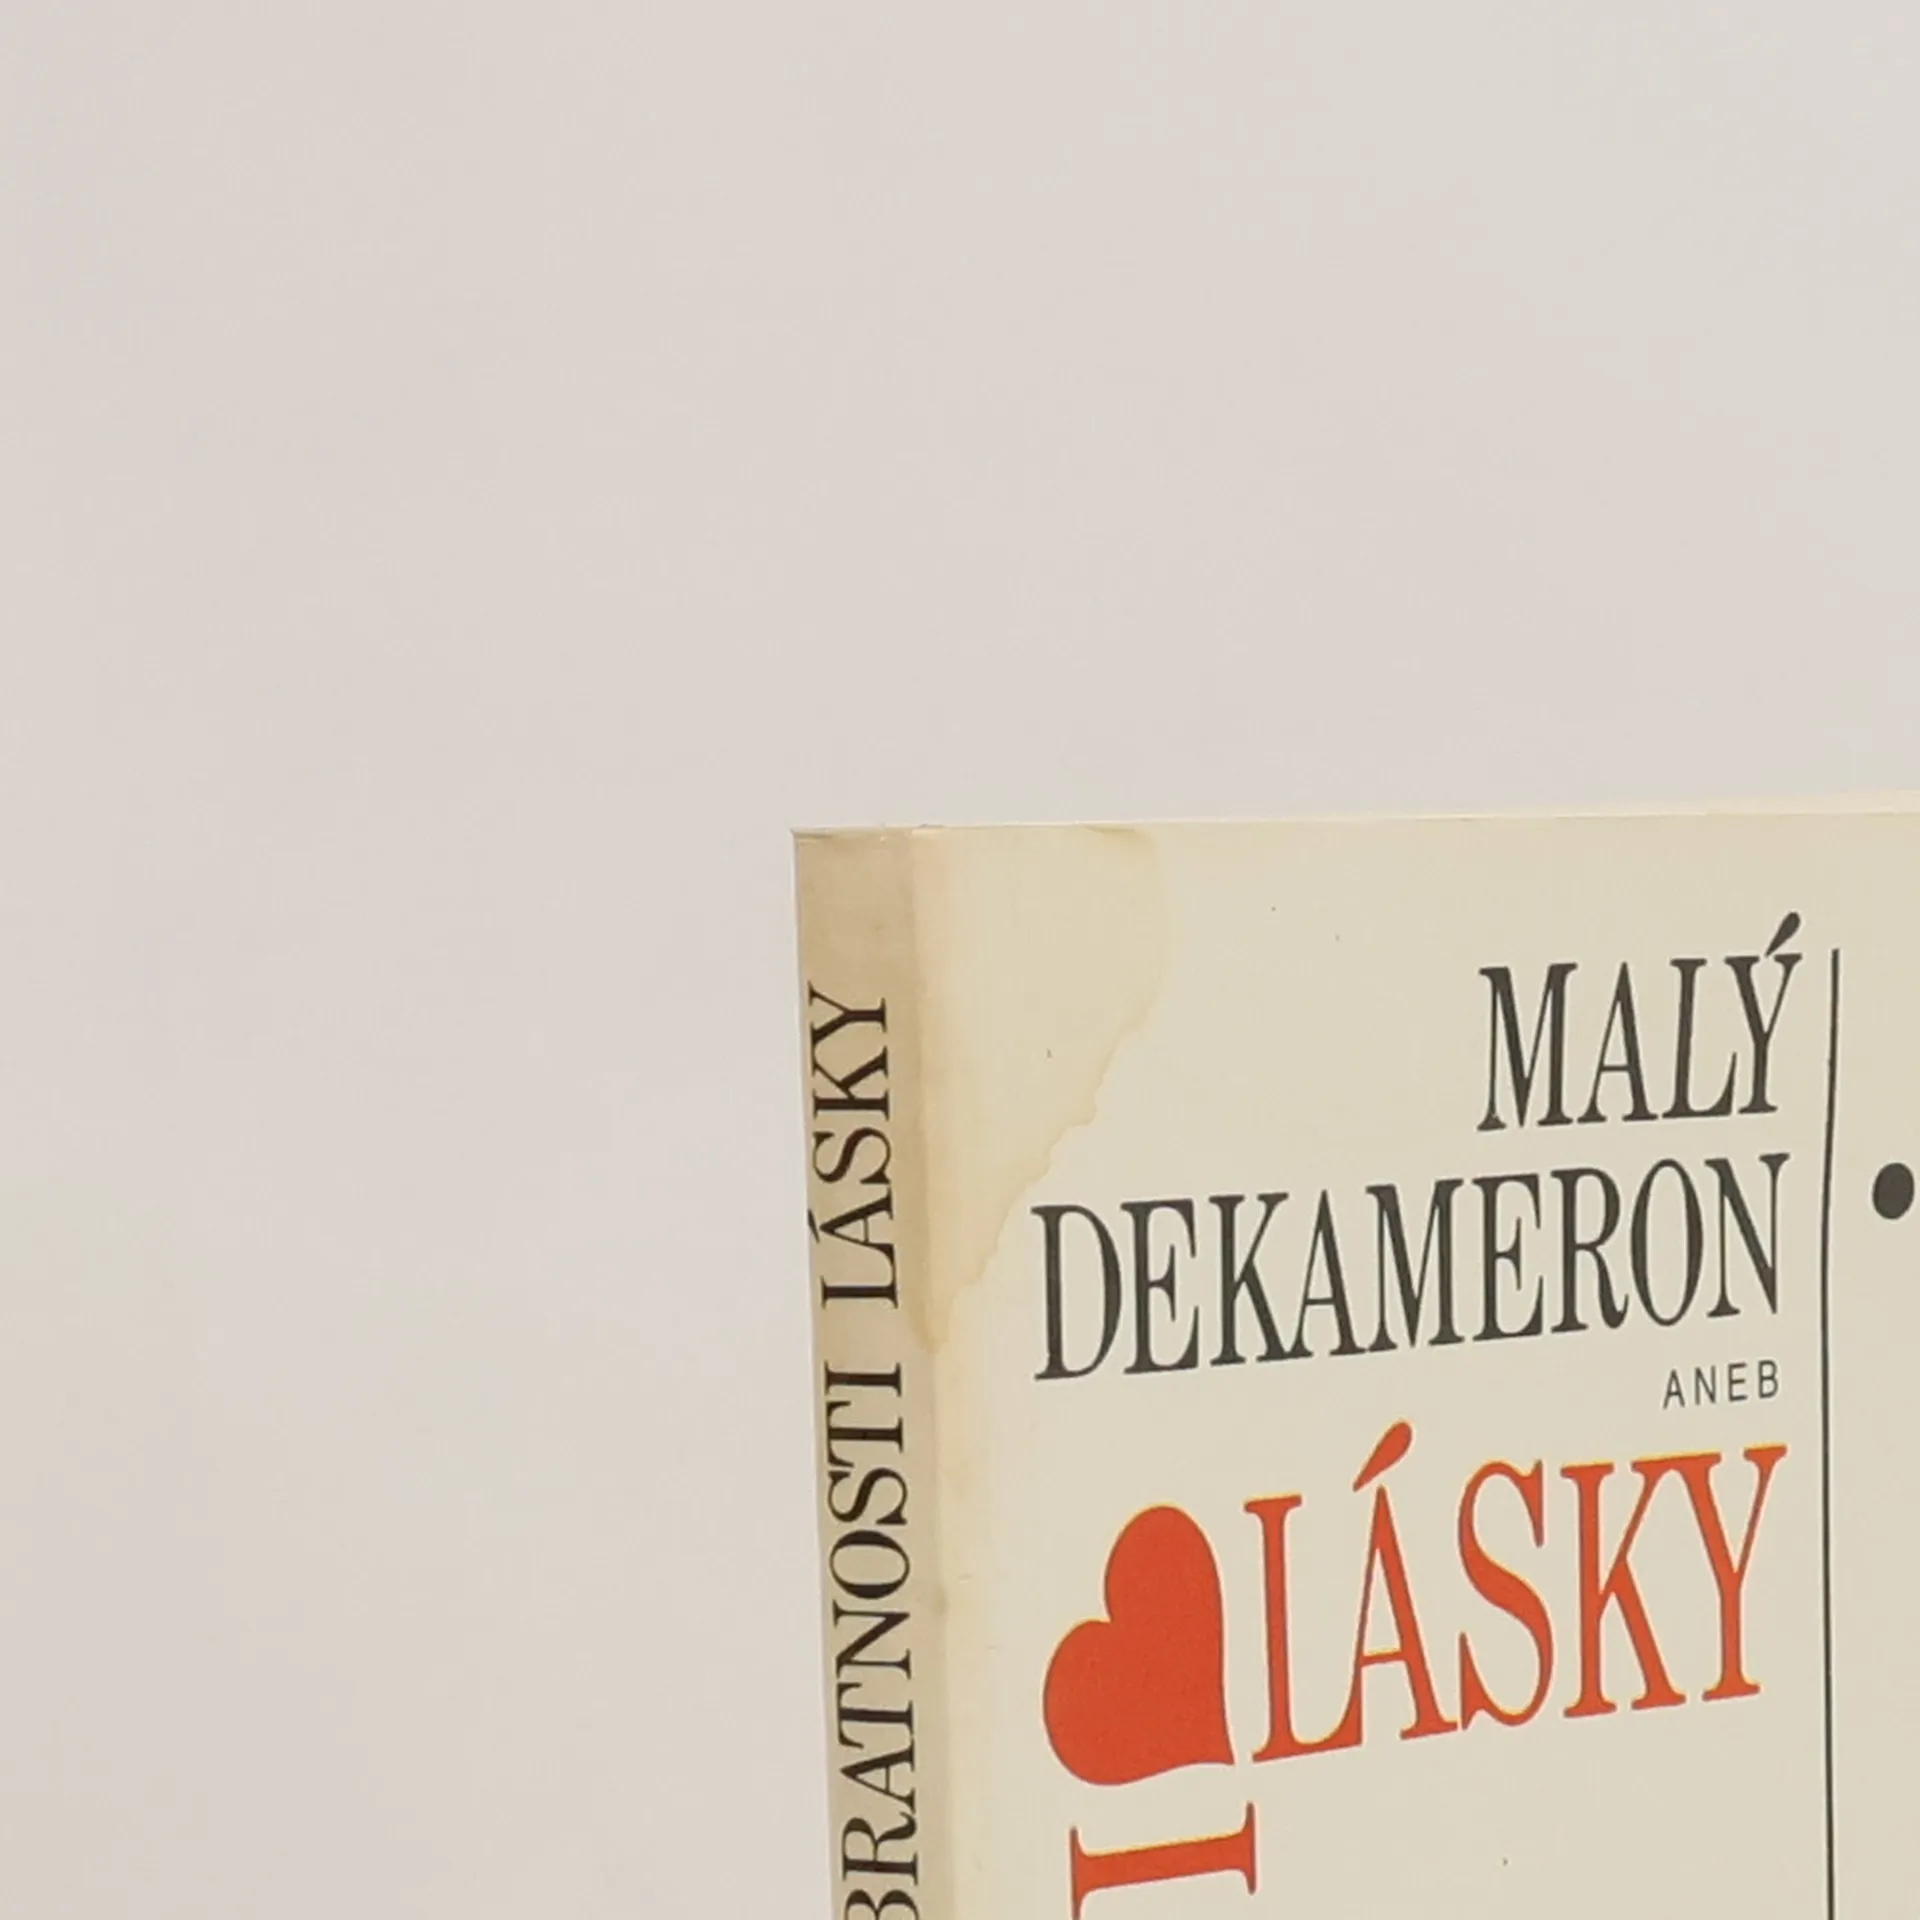 MALÝ
DEKAMERON
ANEB
LÁSKY
BRATNOSTI LÁSKY